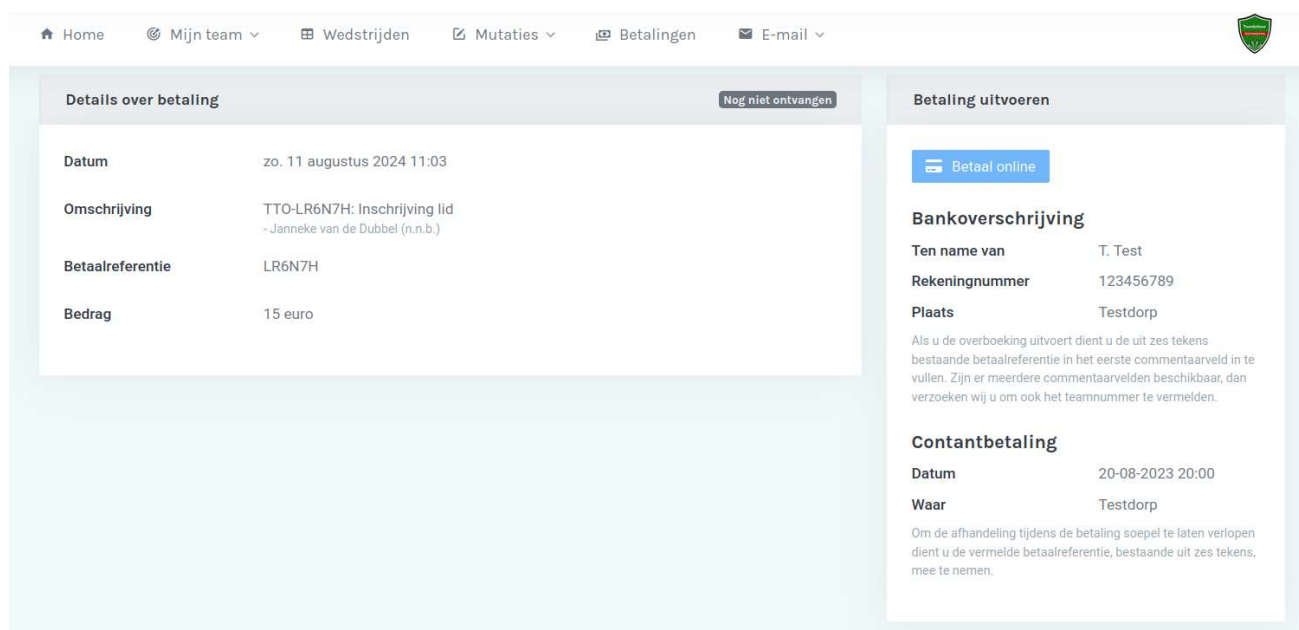 Home Mijn team Wedstrijden Mutaties Betalingen E-mail
Details over betaling Nog niet ontvangen
Datum zo. 11 augustus 2024 11:03
Omschrijving TTO-LR6N7H: Inschrijving lid
- Janneke van de Dubbel (n.n.b.)
Betaalreferentie LR6N7H
Bedrag 15 euro
Betaling uitvoeren
Betaal online
Bankoverschrijving
Ten name van T. Test
Rekeningnummer 123456789
Plaats Testdorp
Als u de overboeking uitvoert dient u de uit zes tekens
bestaande betaalreferentie in het eerste commentaarveld in te
vullen. Zijn er meerdere commentaarvelden beschikbaar, dan
verzoeken wij u om ook het teamnummer te vermelden.
Contantbetaling
Datum 20-08-2023 20:00
Waar Testdorp
Om de afhandeling tijdens de betaling soepel te laten verlopen
dient u de vermelde betaalreferentie, bestaande uit zes tekens,
mee te nemen.